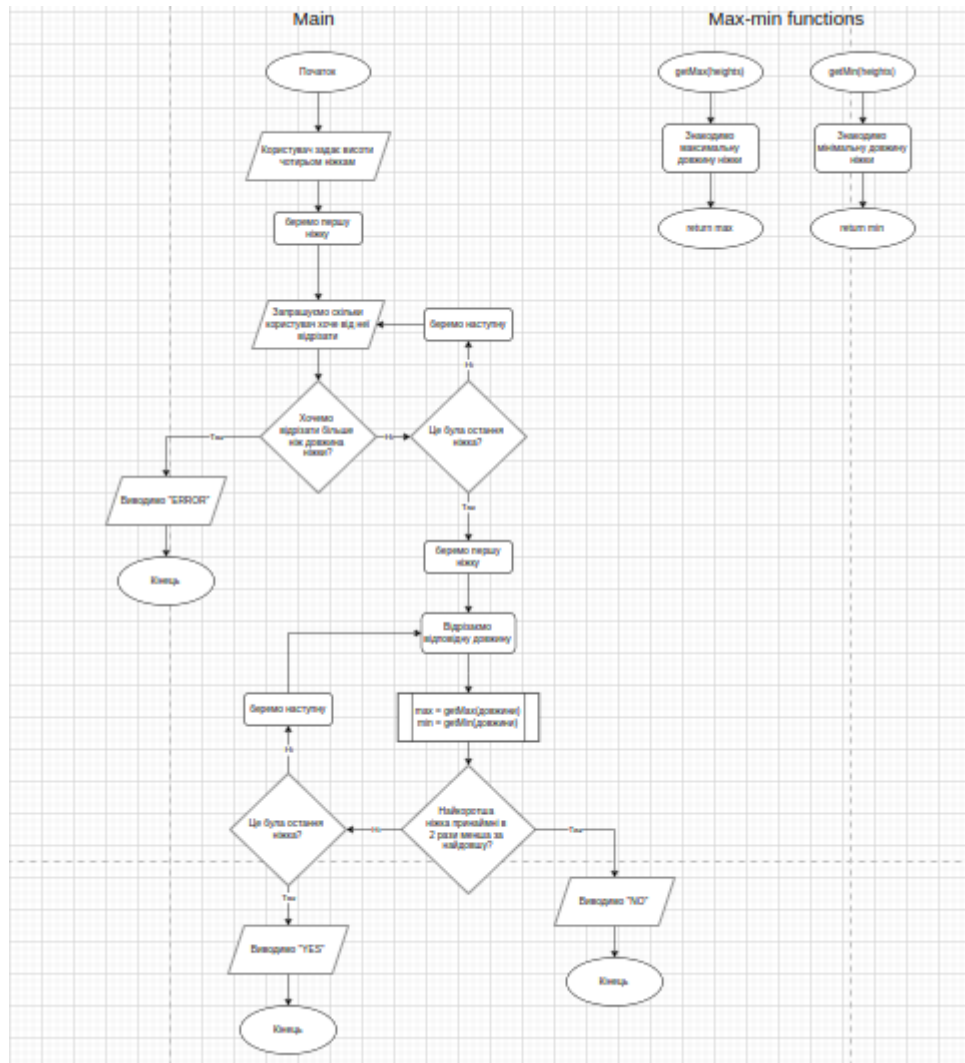 Main
Max-min functions
Початок
Користувач задає висоти
чотирьом ніжкам
беремо першу
ніжку
Запрашуємо скільки
користувач хоче від неї
відрізати
беремо наступну
Ні
Хочемо
відрізати більше
ніж довжина
ніжки?
Так
Ні
Це була остання
ніжка?
Виводимо "ERROR"
Кінець
Так
беремо першу
ніжку
Відрізаємо
відповідну довжину
беремо наступну
max = getMax(довжини)
min = getMin(довжини)
Ні
Це була остання
ніжка?
Ні
Найкоротша
ніжка принаймні в
2 рази менша за
найдовшу?
Так
Так
Виводимо "NO"
Кінець
Виводимо "YES"
Кінець
getMax(heights)
Знаходимо
максимальну
довжину ніжки
return max
getMin(heights)
Знаходимо
мінімальну довжину
ніжки
return min